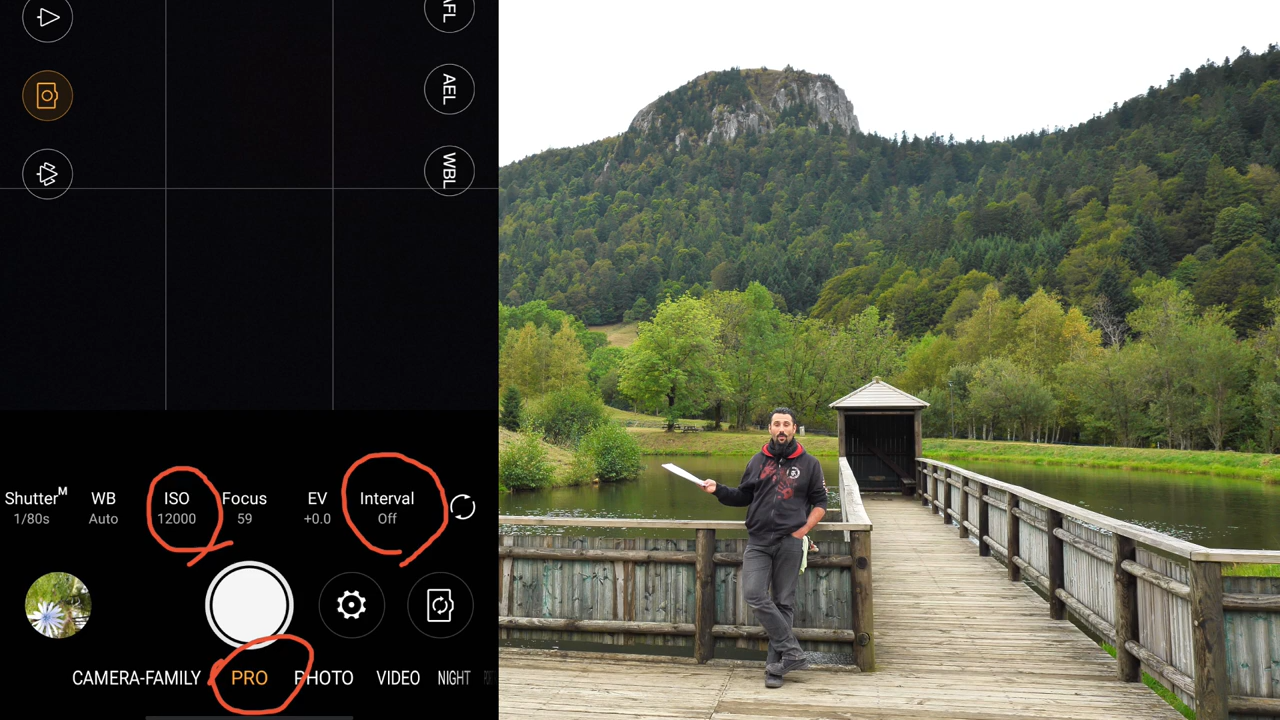 AFL
AEL
WBL
Shutter M WB ISO Focus EV Interval
1/80s Auto 12000 59 +0.0 Off
CAMERA-FAMILY PRO PHOTO VIDEO NIGHT